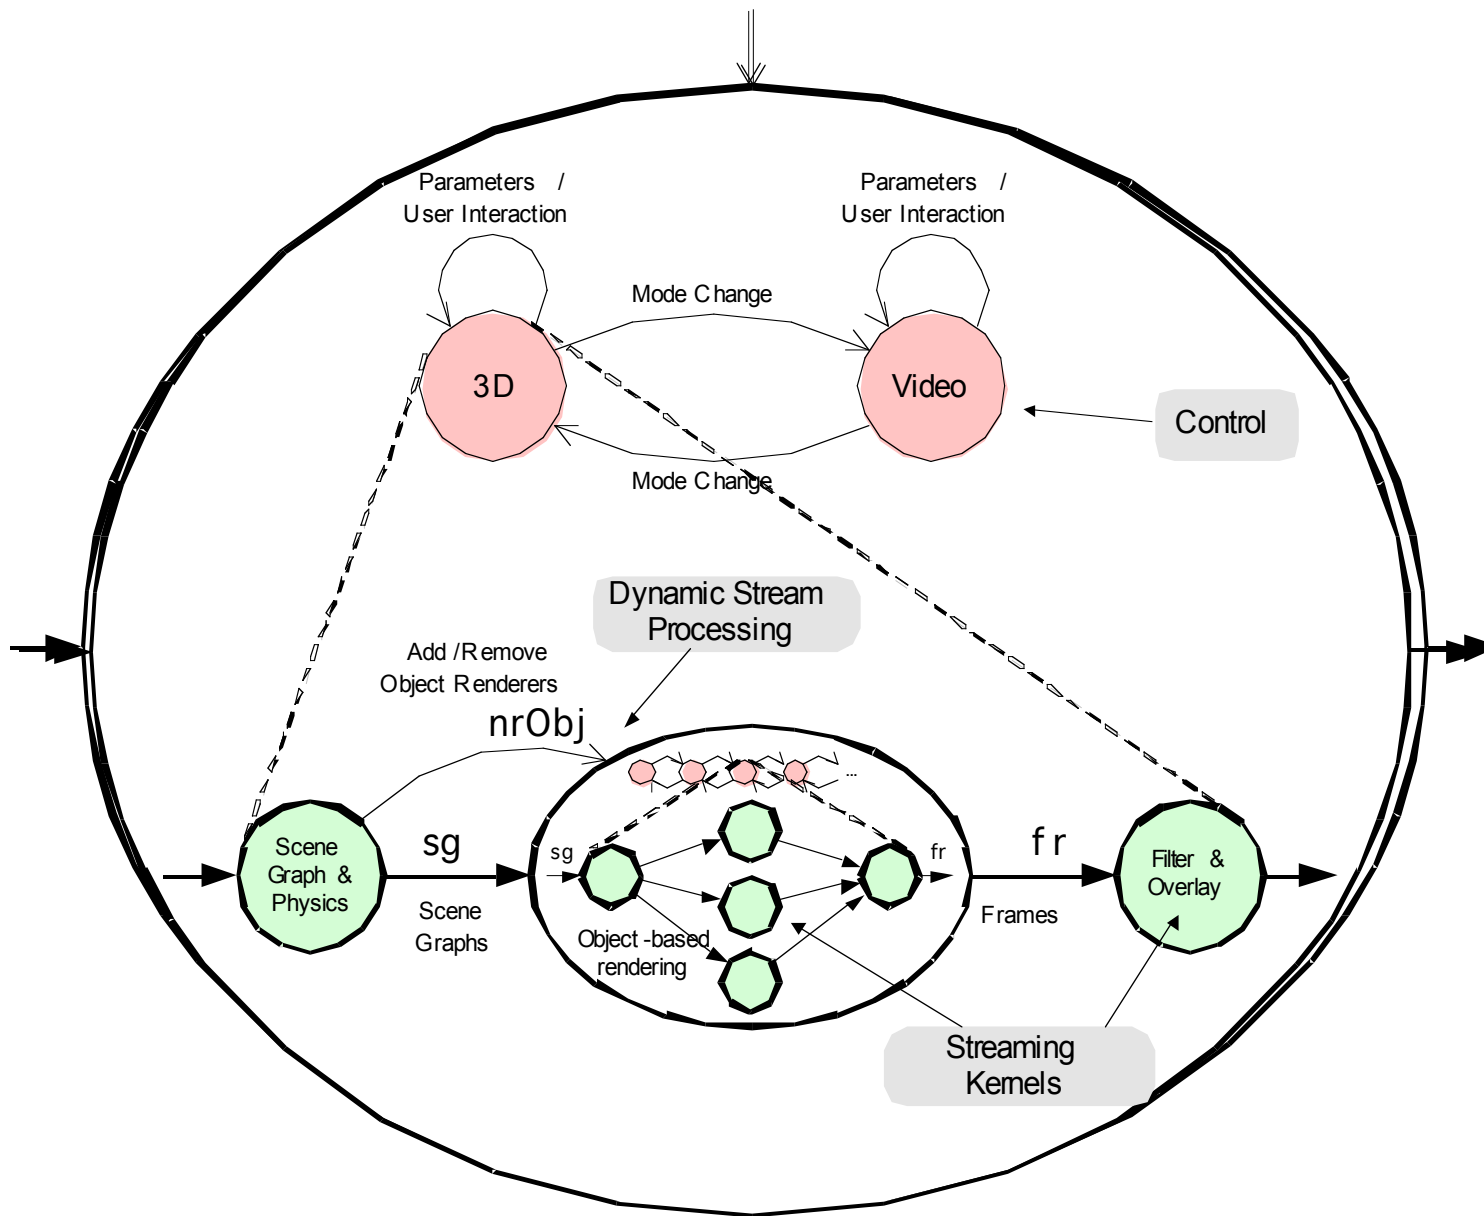 Parameters /
User Interaction
Parameters /
User Interaction
Mode Change
3D
Video
Control
Mode Change
Dynamic Stream
Processing
Add /Remove
Object Renderers
nrObj
...
Scene
Graph &
Physics
sg
Scene
Graphs
sg
fr
Object -based
rendering
fr
Frames
Filter &
Overlay
Streaming
Kernels